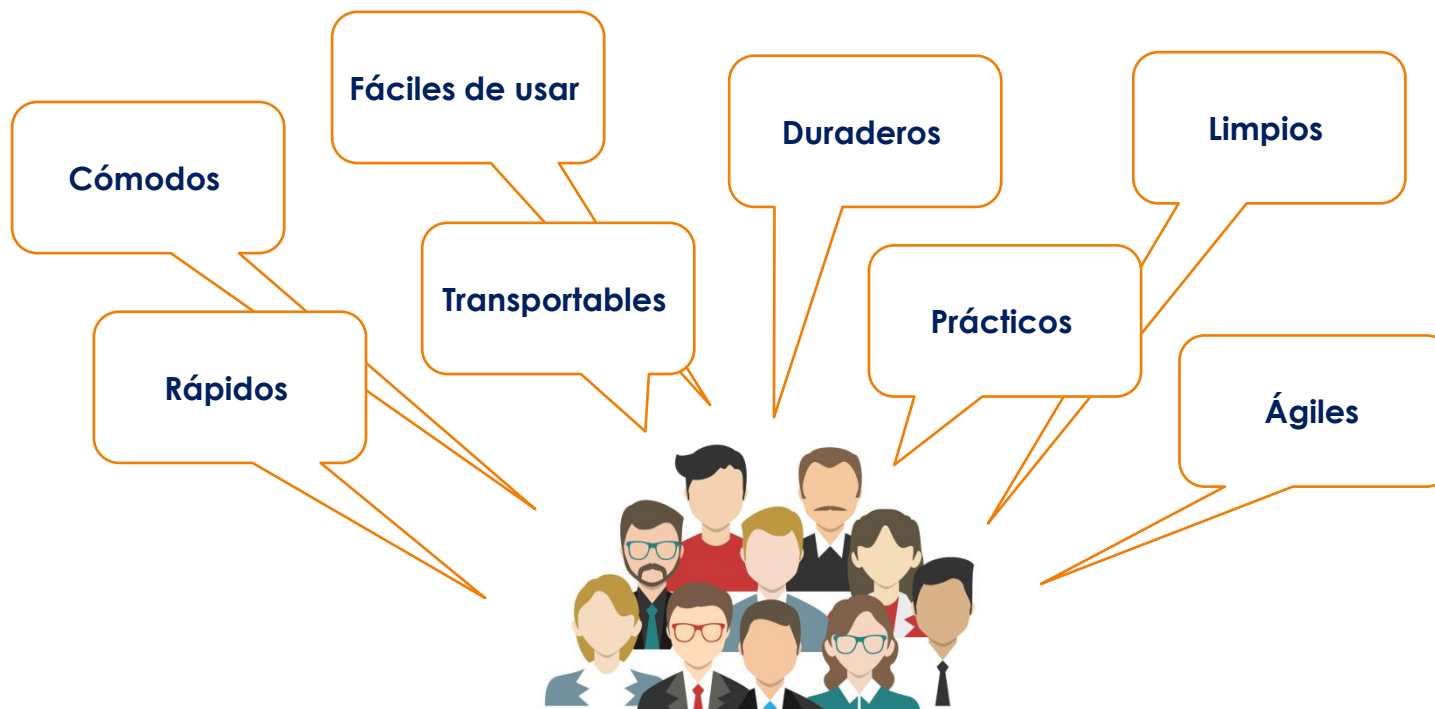 Fáciles de usar
Duraderos
Limpios
Cómodos
Transportables
Prácticos
Rápidos
Ágiles